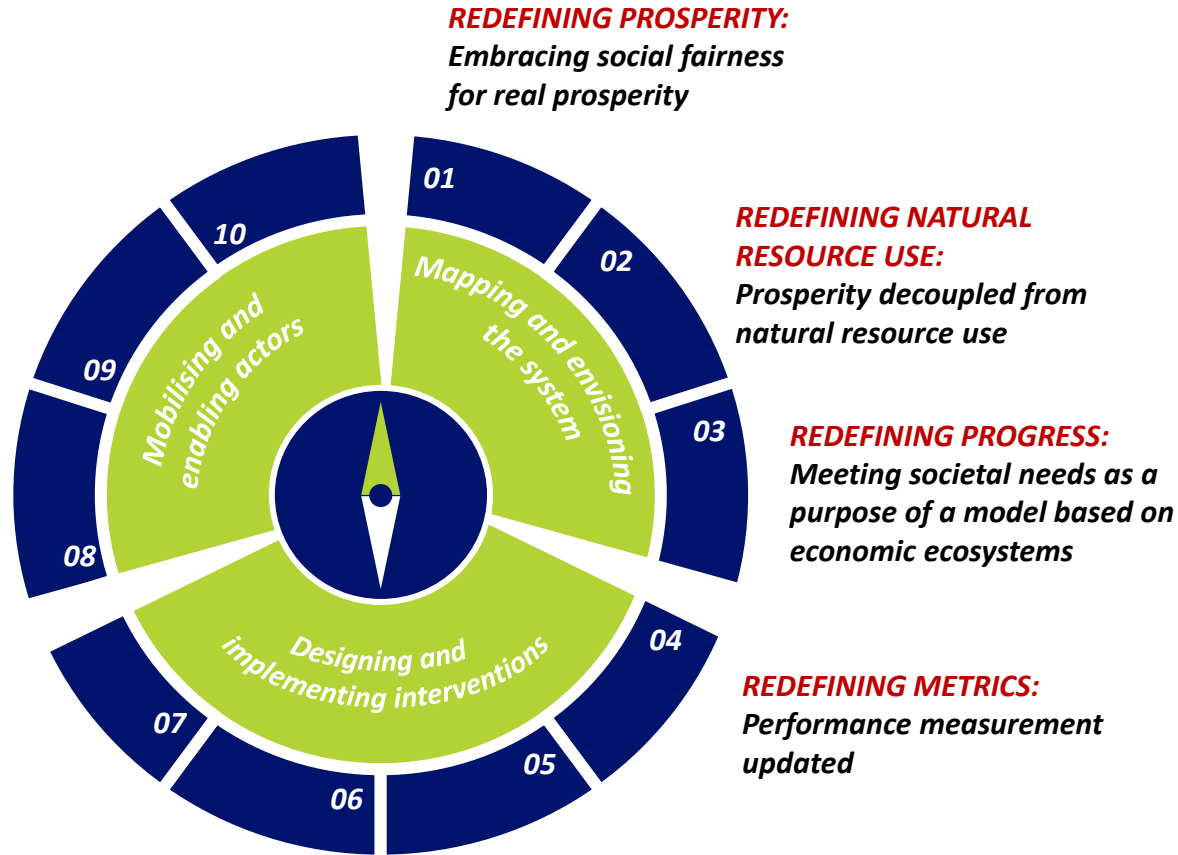 REDEFINING PROSPERITY:
Embracing social fairness
for real prosperity
01
02
03
04
05
06
07
08
09
10
REDEFINING NATURAL
RESOURCE USE:
Prosperity decoupled from
natural resource use
REDEFINING PROGRESS:
Meeting societal needs as a
purpose of a model based on
economic ecosystems
REDEFINING METRICS:
Performance measurement
updated
Mapping and envisioning
the system
Designing and
implementing interventions
Mobilising and
enabling actors